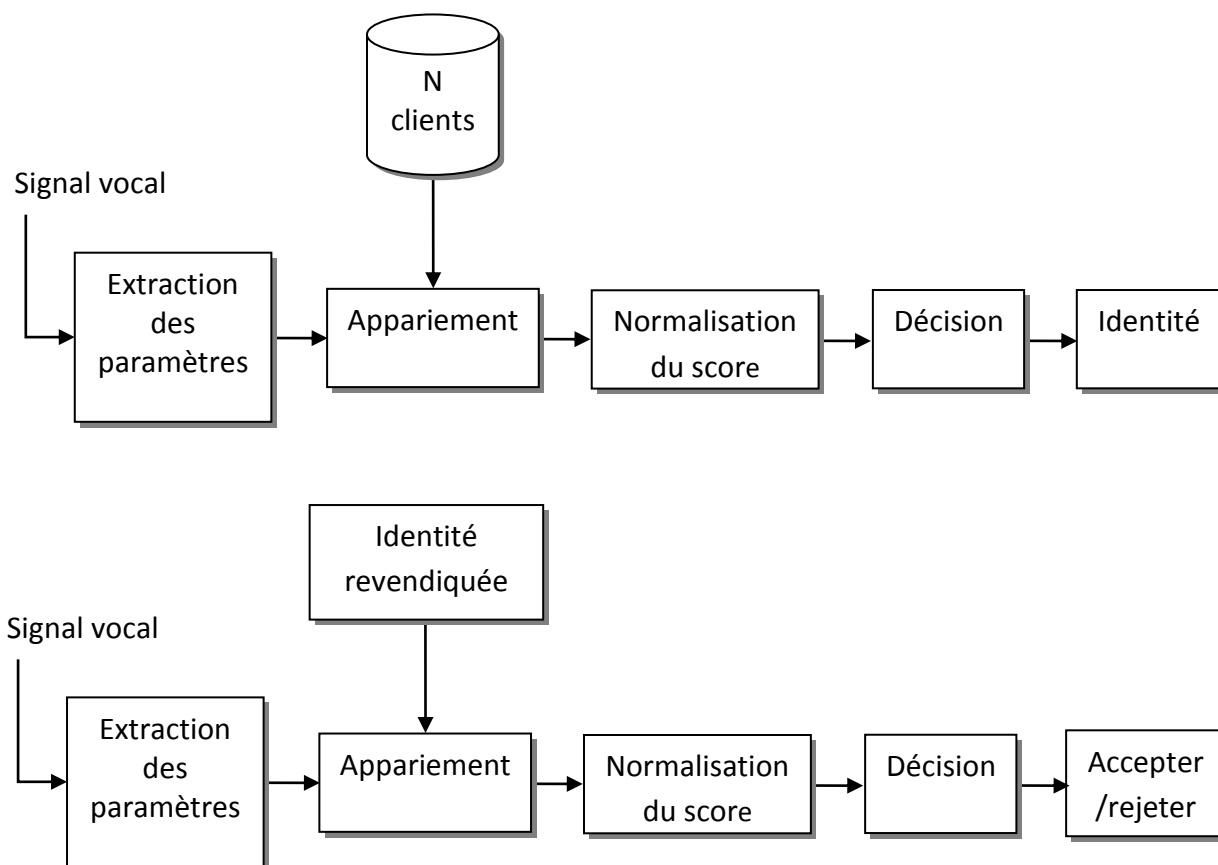 N
clients
Signal vocal
Extraction
des
paramètres
Appariement
Normalisation
du score
Décision
Identité
Identité
revendiquée
Signal vocal
Extraction
des
paramètres
Appariement
Normalisation
du score
Décision
Accepter
/rejeter